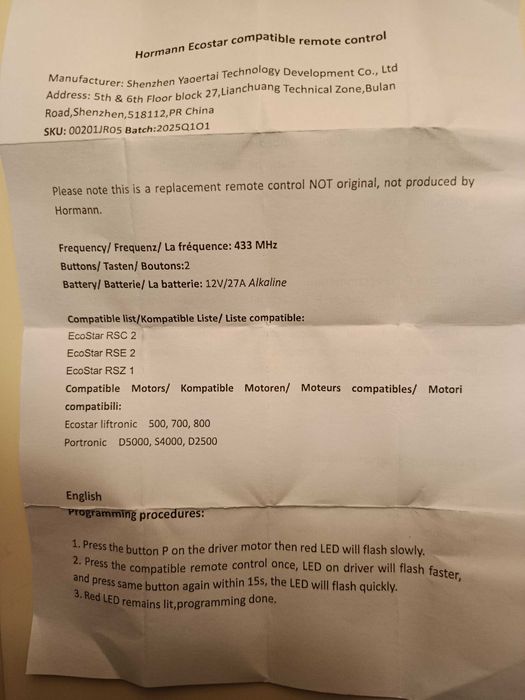 Hormann Ecostar compatible remote control
Manufacturer: Shenzhen Yaoertai Technology Development Co., Ltd
Address: 5th & 6th Floor block 27,Lianchuang Technical Zone,Bulan
Road,Shenzhen,518112,PR China
SKU: 00201JR05 Batch:2025Q1O1
Please note this is a replacement remote control NOT original, not produced by
Hormann.
Frequency/ Frequenz/ La fréquence: 433 MHz
Buttons/ Tasten/ Boutons:2
Battery/ Batterie/ La batterie: 12V/27A Alkaline
Compatible list/Kompatible Liste/ Liste compatible:
EcoStar RSC 2
EcoStar RSE 2
EcoStar RSZ 1
Compatible Motors/ Kompatible Motoren/ Moteurs compatibles/ Motori
compatibili:
Ecostar liftronic 500, 700, 800
Portronic D5000, S4000, D2500
English
Programming procedures:
1. Press the button P on the driver motor then red LED will flash slowly.
2. Press the compatible remote control once, LED on driver will flash faster,
and press same button again within 15s, the LED will flash quickly.
3. Red LED remains lit,programming done.